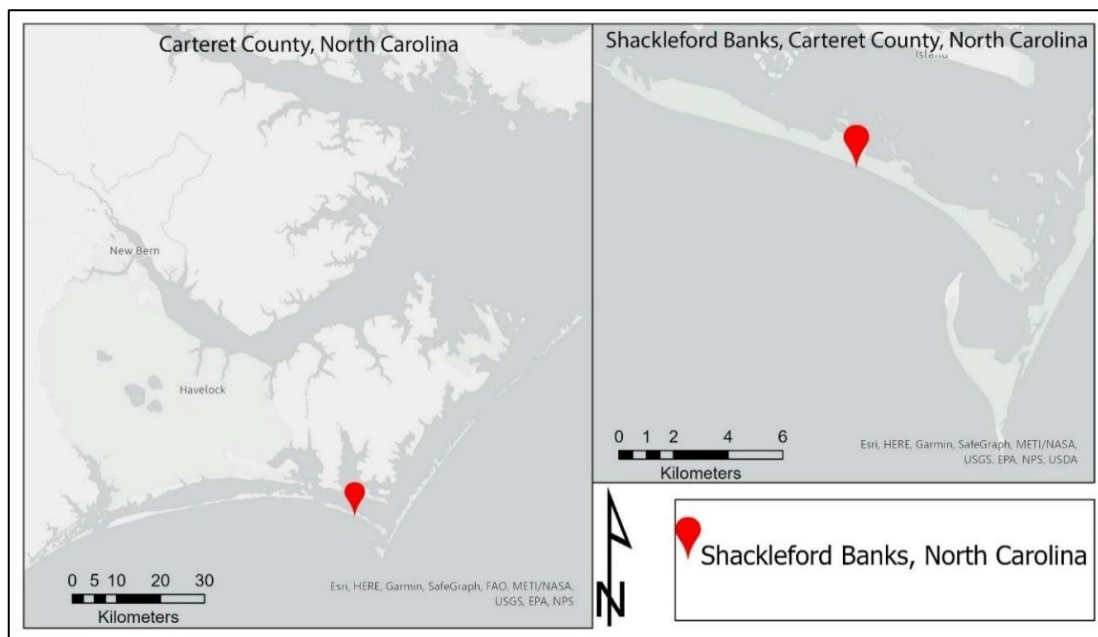 Carteret County, North Carolina
New Bern
Havelock
0 5 10 20 30
Kilometers
Esri, HERE, Garmin, SafeGraph, FAO, METI/NASA,
USGS, EPA, NPS
Shackleford Banks, Carteret County, North Carolina
Island
0 1 2 4 6
Kilometers
Esri, HERE, Garmin, SafeGraph, METI/NASA,
USGS, EPA, NPS, USDA
N
Shackleford Banks, North Carolina